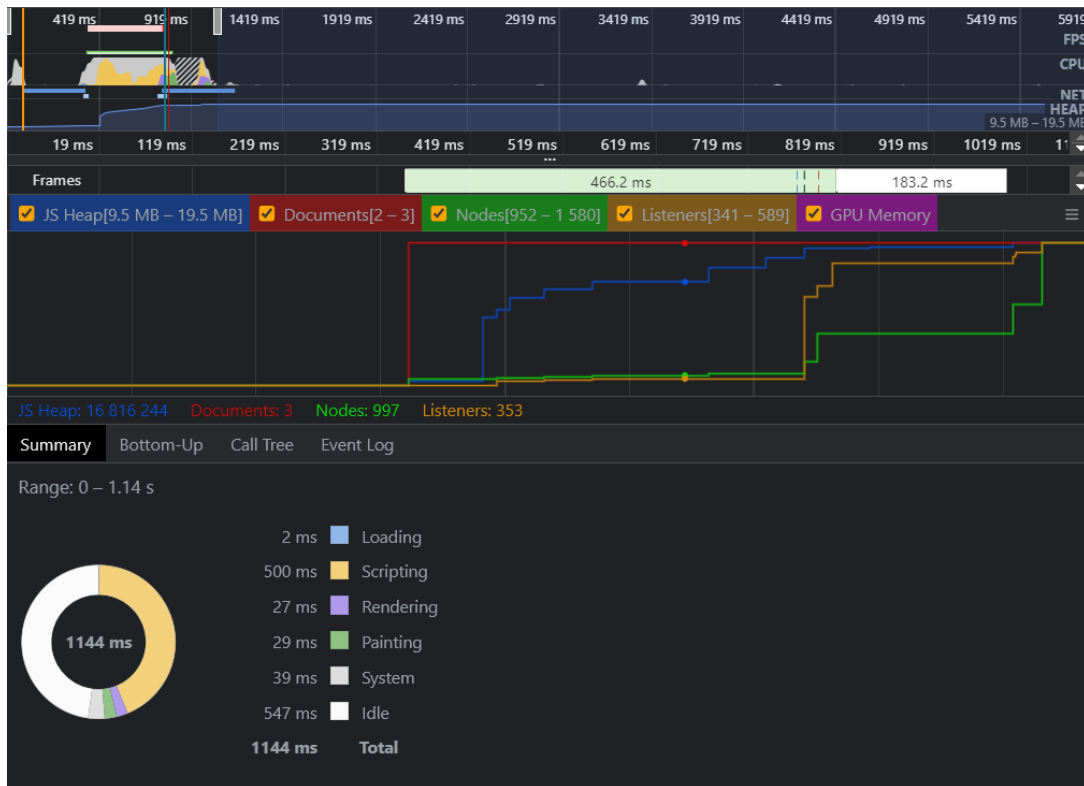 419 ms 919 ms 1419 ms 1919 ms 2419 ms 2919 ms 3419 ms 3919 ms 4419 ms 4919 ms 5419 ms 5919
FPS
CPU
NET
HEAP
9.5 MB – 19.5 MB
19 ms 119 ms 219 ms 319 ms 419 ms 519 ms 619 ms 719 ms 819 ms 919 ms 1019 ms 11
...
Frames 466.2 ms 183.2 ms
JS Heap[9.5 MB – 19.5 MB] Documents[2 – 3] Nodes[952 – 1 580] Listeners[341 – 589] GPU Memory
JS Heap: 16 816 244 Documents: 3 Nodes: 997 Listeners: 353
Summary Bottom-Up Call Tree Event Log
Range: 0 – 1.14 s
2 ms Loading
500 ms Scripting
27 ms Rendering
1144 ms
29 ms Painting
39 ms System
547 ms Idle
1144 ms Total